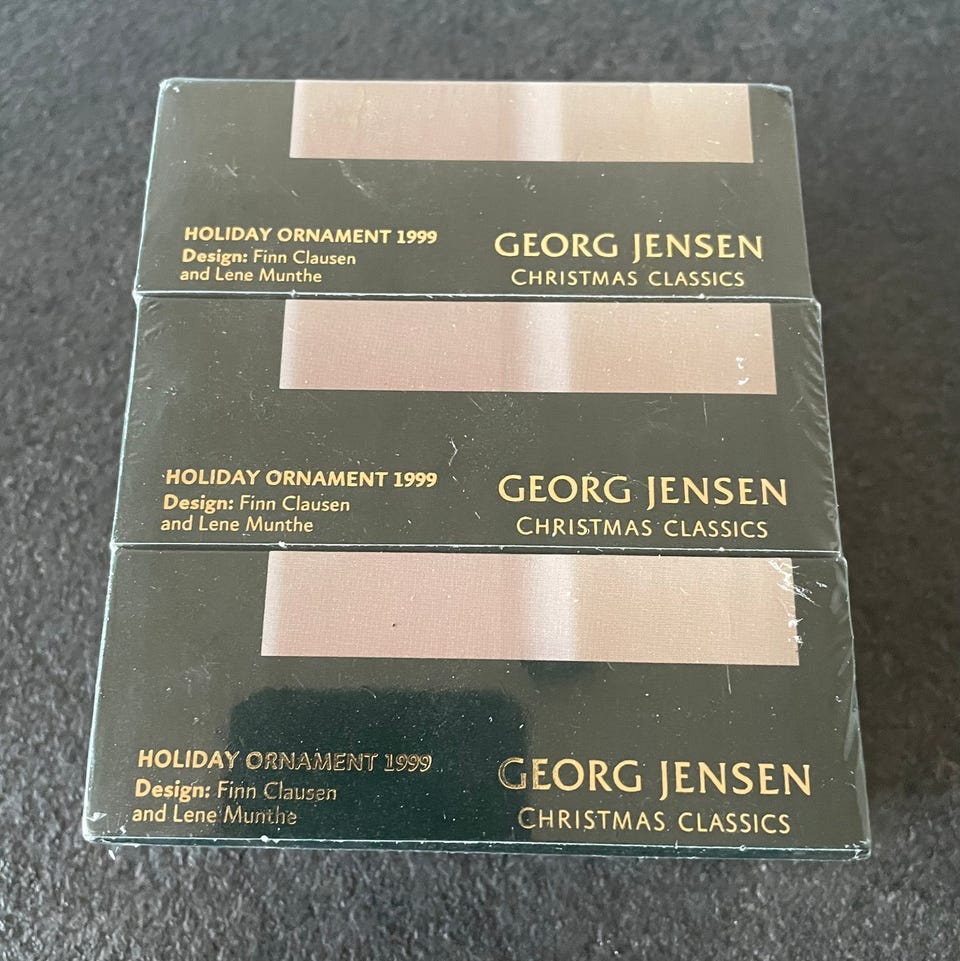 HOLIDAY ORNAMENT 1999
Design: Finn Clausen
and Lene Munthe
GEORG JENSEN
CHRISTMAS CLASSICS
HOLIDAY ORNAMENT 1999
Design: Finn Clausen
and Lene Munthe
GEORG JENSEN
CHRISTMAS CLASSICS
HOLIDAY ORNAMENT 1999
Design: Finn Clausen
and Lene Munthe
GEORG JENSEN
CHRISTMAS CLASSICS